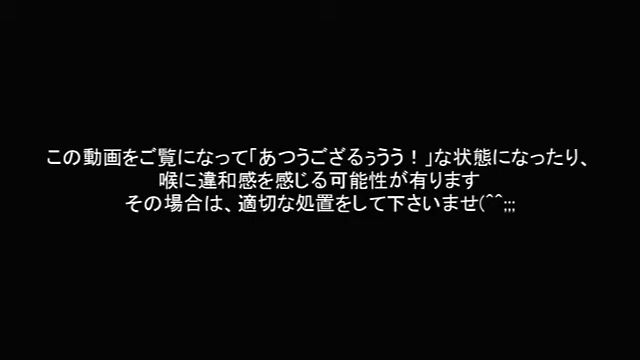 この動画をご覧になって「あつうござるぅうう！」な状態になったり、
喉に違和感を感じる可能性が有ります
その場合は、適切な処置をして下さいませ(^^;;;